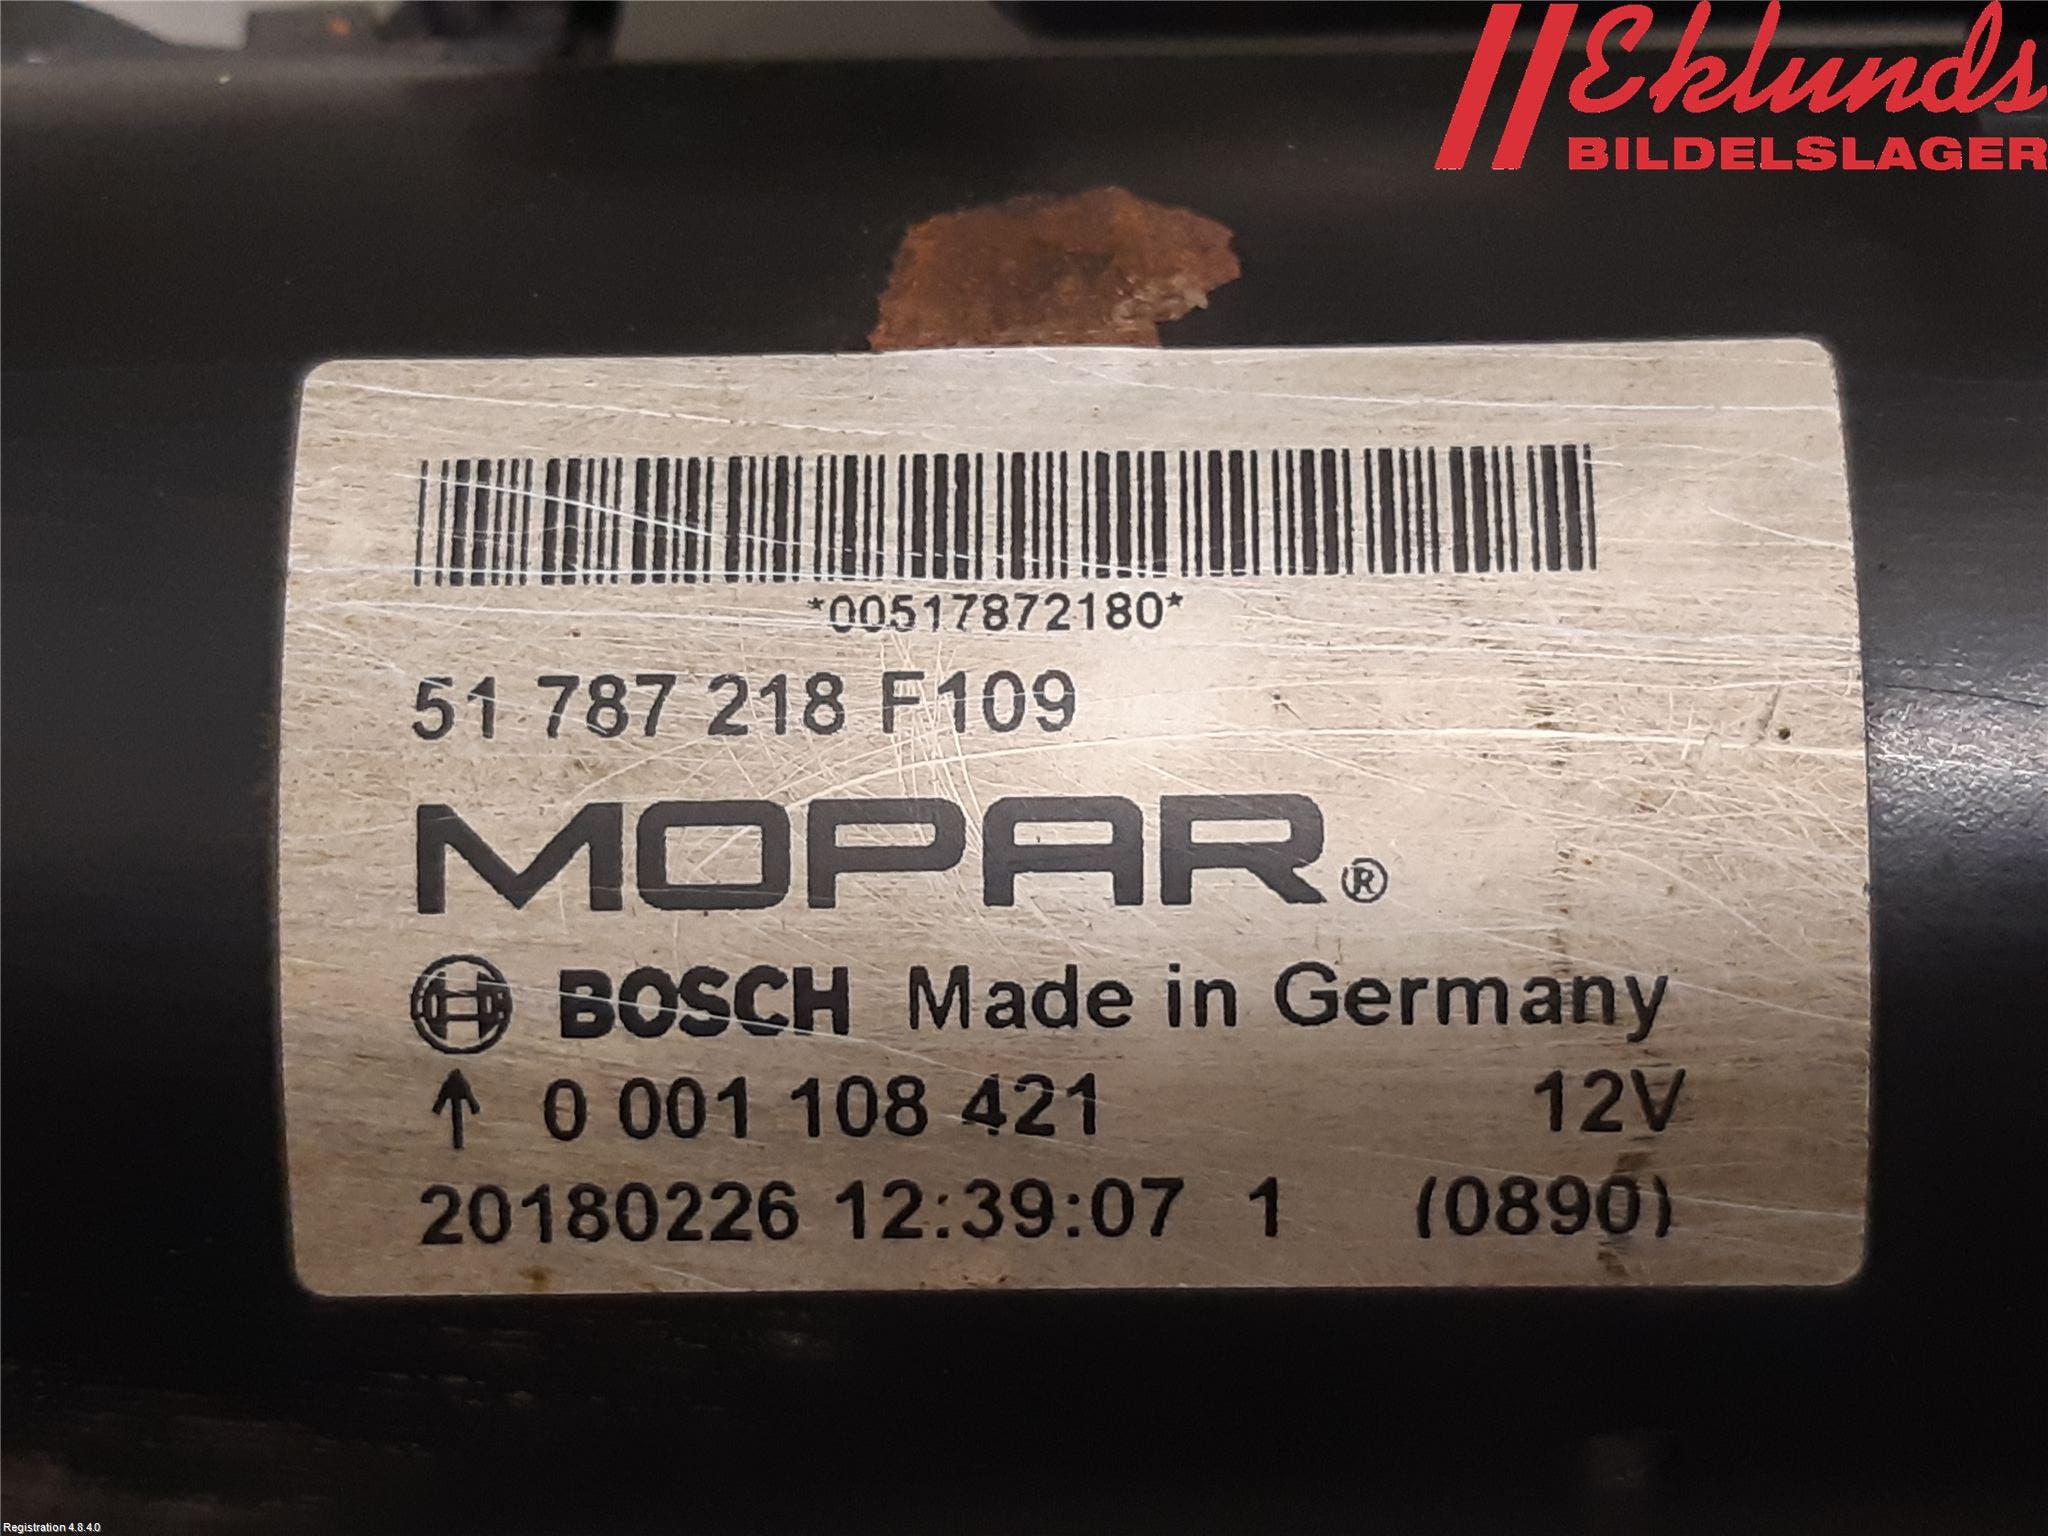 Eklunds
BILDELSLAGER
*00517872180*
51 787 218 F109
MOPAR®
BOSCH Made in Germany
↑ 0 001 108 421 12V
20180226 12:39:07 1 (0890)
Registration 4.8.4.0